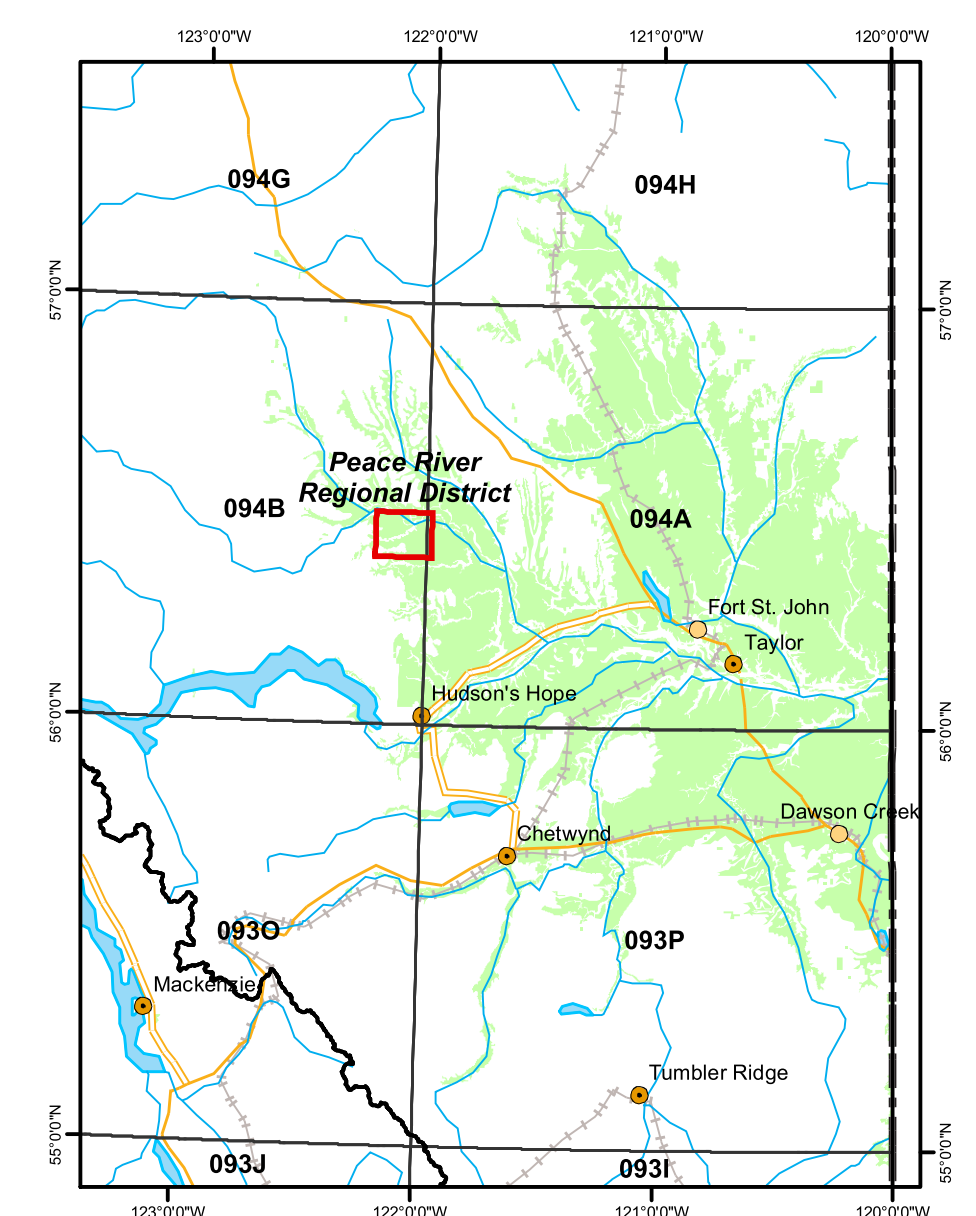 123°0'0"W 122°0'0"W 121°0'0"W 120°0'0"W
094G
094H
57°0'0"N
57°0'0"N
Peace River
Regional District
094B
094A
Fort St. John
Taylor
Hudson's Hope
56°0'0"N
56°0'0"N
Dawson Creek
Chetwynd
093O
093P
Mackenzie
Tumbler Ridge
55°0'0"N
55°0'0"N
093J
093I
123°0'0"W 122°0'0"W 121°0'0"W 120°0'0"W